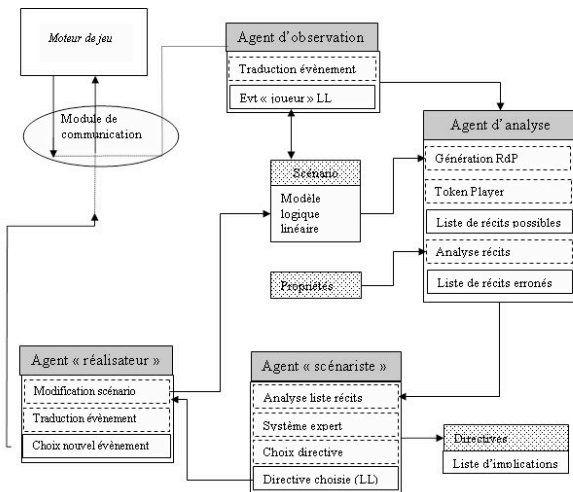 Moteur de jeu
Module de
communication
Agent d'observation
Traduction évènement
Evt « joueur » LL
Scénario
Modèle
logique
linéaire
Propriétés
Agent d'analyse
Génération RdP
Token Player
Liste de récits possibles
Analyse récits
Liste de récits erronés
Agent « réalisateur »
Modification scénario
Traduction évènement
Choix nouvel évènement
Agent « scénariste »
Analyse liste récits
Système expert
Choix directive
Directive choisie (LL)
Directives
Liste d'implications